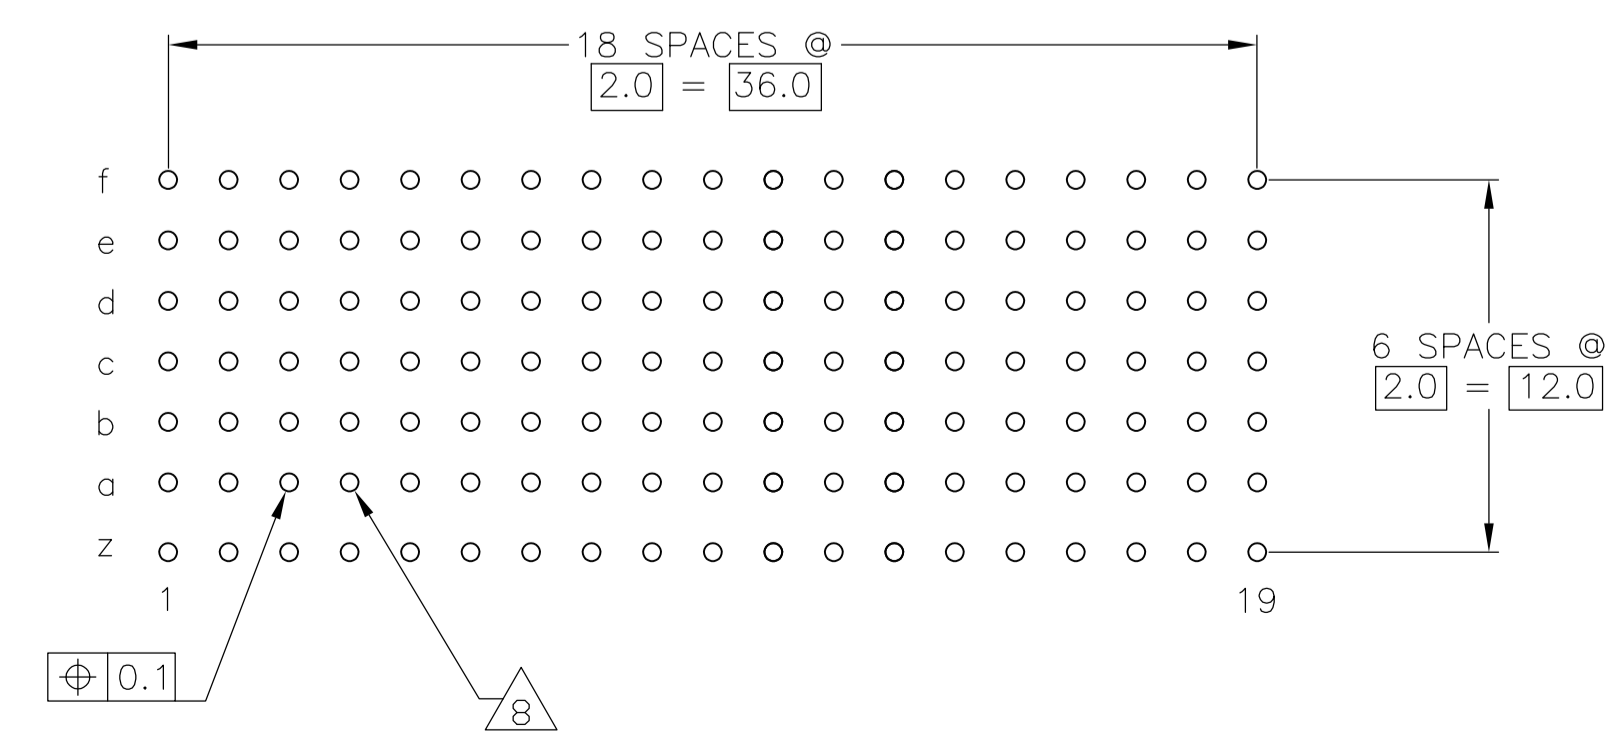 18 SPACES @
2.0 = 36.0
f
e
d
c
6 SPACES @
2.0 = 12.0
b
a
z
1
19
⌖ 0.1
8